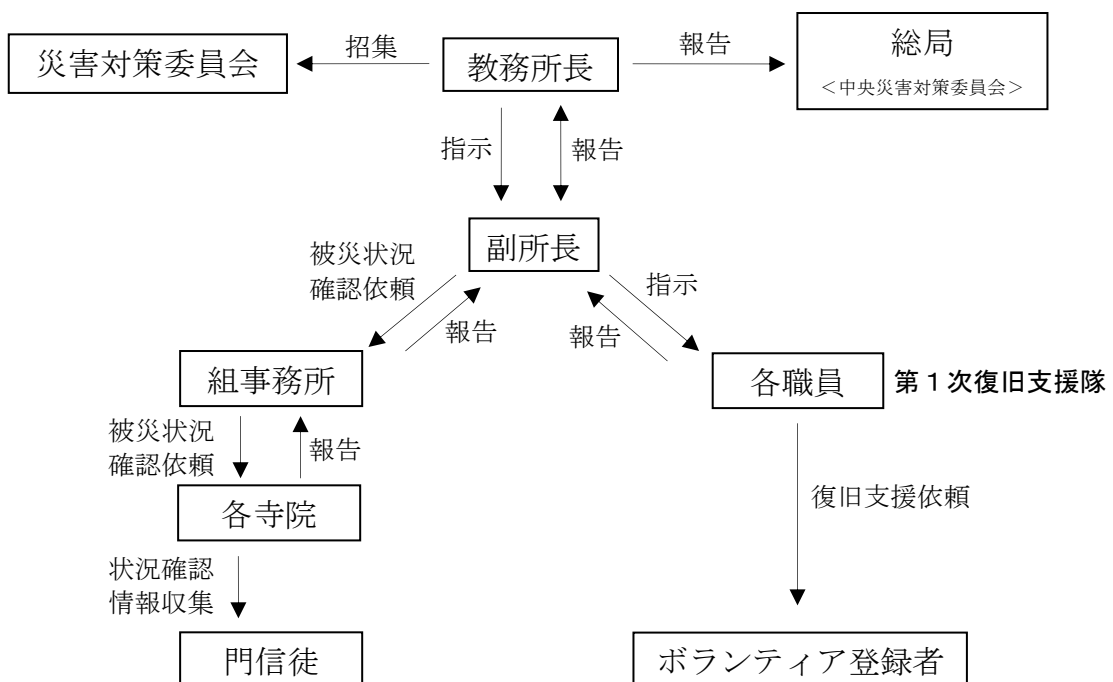 災害対策委員会
招集
教務所長
報告
総局
<中央災害対策委員会>
指示
報告
副所長
被災状況
確認依頼
報告
報告
指示
組事務所
各職員
第1次復旧支援隊
被災状況
確認依頼
報告
各寺院
復旧支援依頼
状況確認
情報収集
門信徒
ボランティア登録者